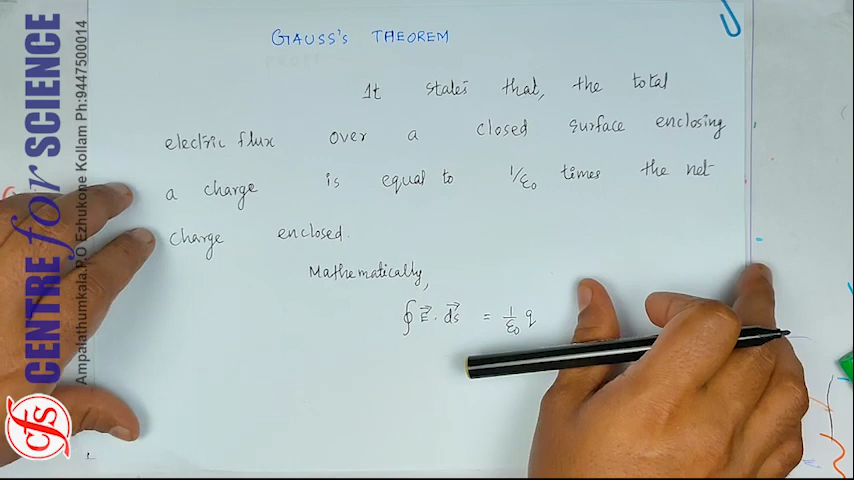 GAUSS's THEOREM
It states that, the total
electric flux over a closed surface enclosing
a charge is equal to 1/ε₀ times the net
charge enclosed.
Mathematically,
∮ E⃗ . ds⃗ = 1/ε₀ q
CENTRE for SCIENCE
Ampalathumkala.P.O Ezhukone Kollam Ph:9447500014
cfs